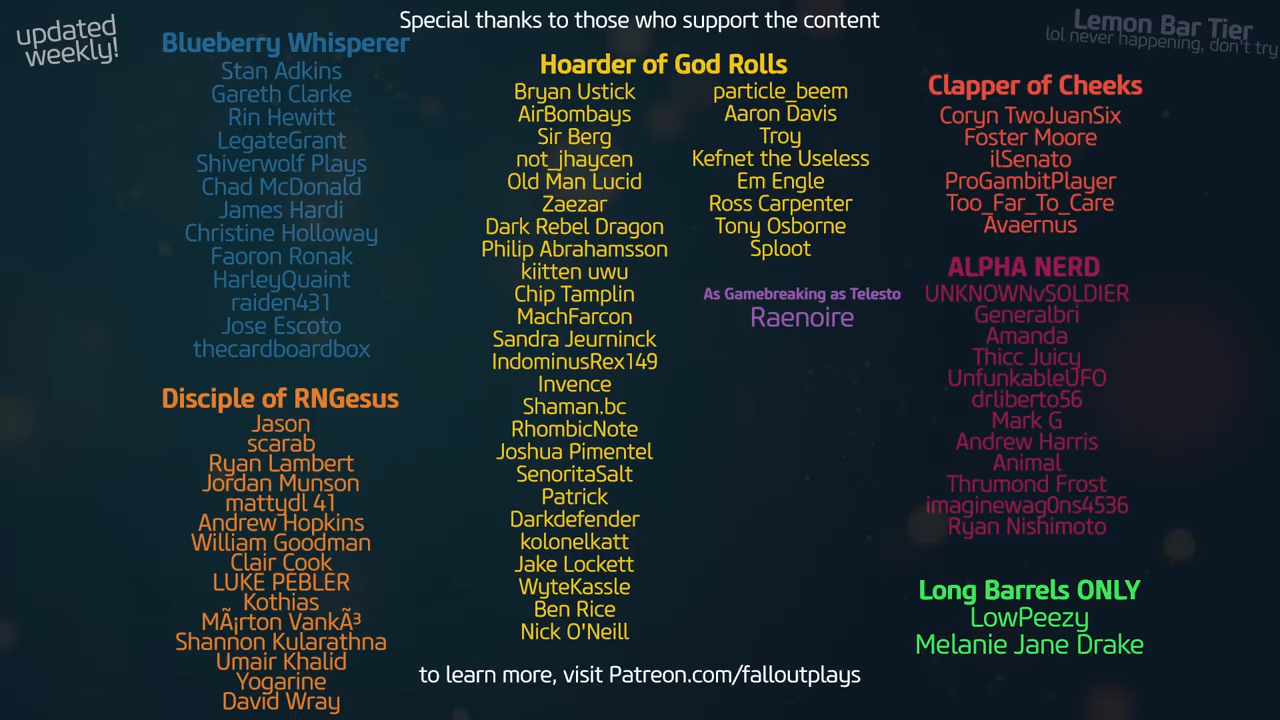 updated
weekly!
Special thanks to those who support the content
Lemon Bar Tier
lol never happening, don't try
Blueberry Whisperer
Stan Adkins
Gareth Clarke
Rin Hewitt
LegateGrant
Shiverwolf Plays
Chad McDonald
James Hardi
Christine Holloway
Faoron Ronak
HarleyQuaint
raiden431
Jose Escoto
thecardboardbox
Disciple of RNGesus
Jason
scarab
Ryan Lambert
Jordan Munson
mattydl 41
Andrew Hopkins
William Goodman
Clair Cook
LUKE PEBLER
Kothias
MÃ¡rton VankÃ³
Shannon Kularathna
Umair Khalid
Yogarine
David Wray
Hoarder of God Rolls
Bryan Ustick
AirBombays
Sir Berg
not_jhaycen
Old Man Lucid
Zaezar
Dark Rebel Dragon
Philip Abrahamsson
kiitten uwu
Chip Tamplin
MachFarcon
Sandra Jeurninck
IndominusRex149
Invence
Shaman.bc
RhombicNote
Joshua Pimentel
SenoritaSalt
Patrick
Darkdefender
kolonelkatt
Jake Lockett
WyteKassle
Ben Rice
Nick O'Neill
particle_beem
Aaron Davis
Troy
Kefnet the Useless
Em Engle
Ross Carpenter
Tony Osborne
Sploot
As Gamebreaking as Telesto
Raenoire
Clapper of Cheeks
Coryn TwoJuanSix
Foster Moore
ilSenato
ProGambitPlayer
Too_Far_To_Care
Avaernus
ALPHA NERD
UNKNOWNvSOLDIER
Generalbri
Amanda
Thicc Juicy
UnfunkableUFO
drliberto56
Mark G
Andrew Harris
Animal
Thrumond Frost
imaginewag0ns4536
Ryan Nishimoto
Long Barrels ONLY
LowPeezy
Melanie Jane Drake
to learn more, visit Patreon.com/falloutplays